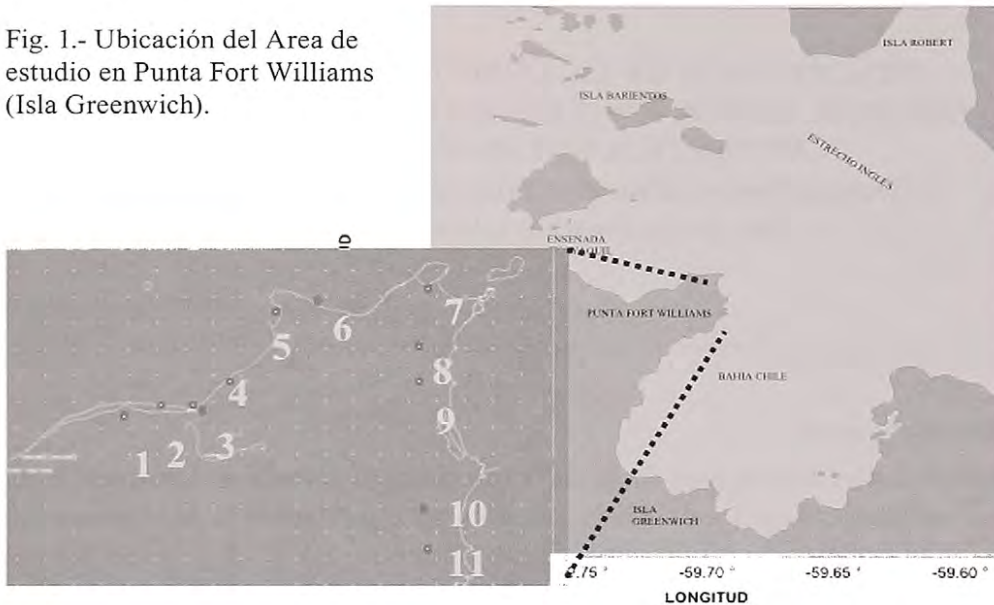 Fig. 1.- Ubicación del Area de
estudio en Punta Fort Williams
(Isla Greenwich).
ISLA ROBERT
ISLA BARIENTOS
ESTRECHO INGLES
ENSENADA
PUNTA FORT WILLIAMS
BAHIA CHILE
ISLA
GREENWICH
1
2
3
4
5
6
7
8
9
10
11
-59.70 °
-59.65 °
-59.60 °
LONGITUD